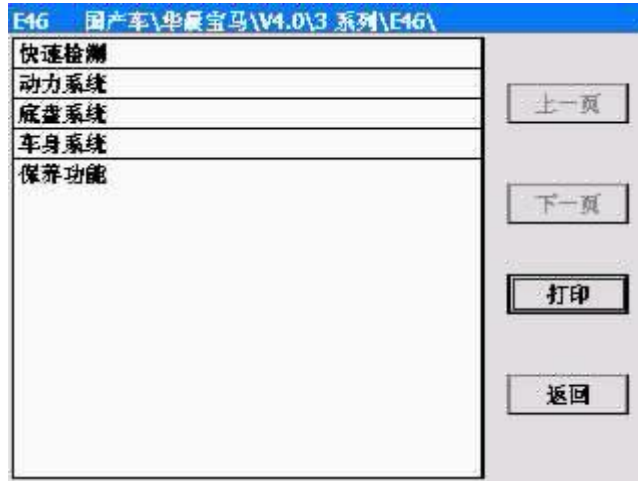 E46 国产车\华晨宝马\V4.0\3 系列\E46\
快速检测
动力系统
底盘系统
车身系统
保养功能
上一页
下一页
打印
返回